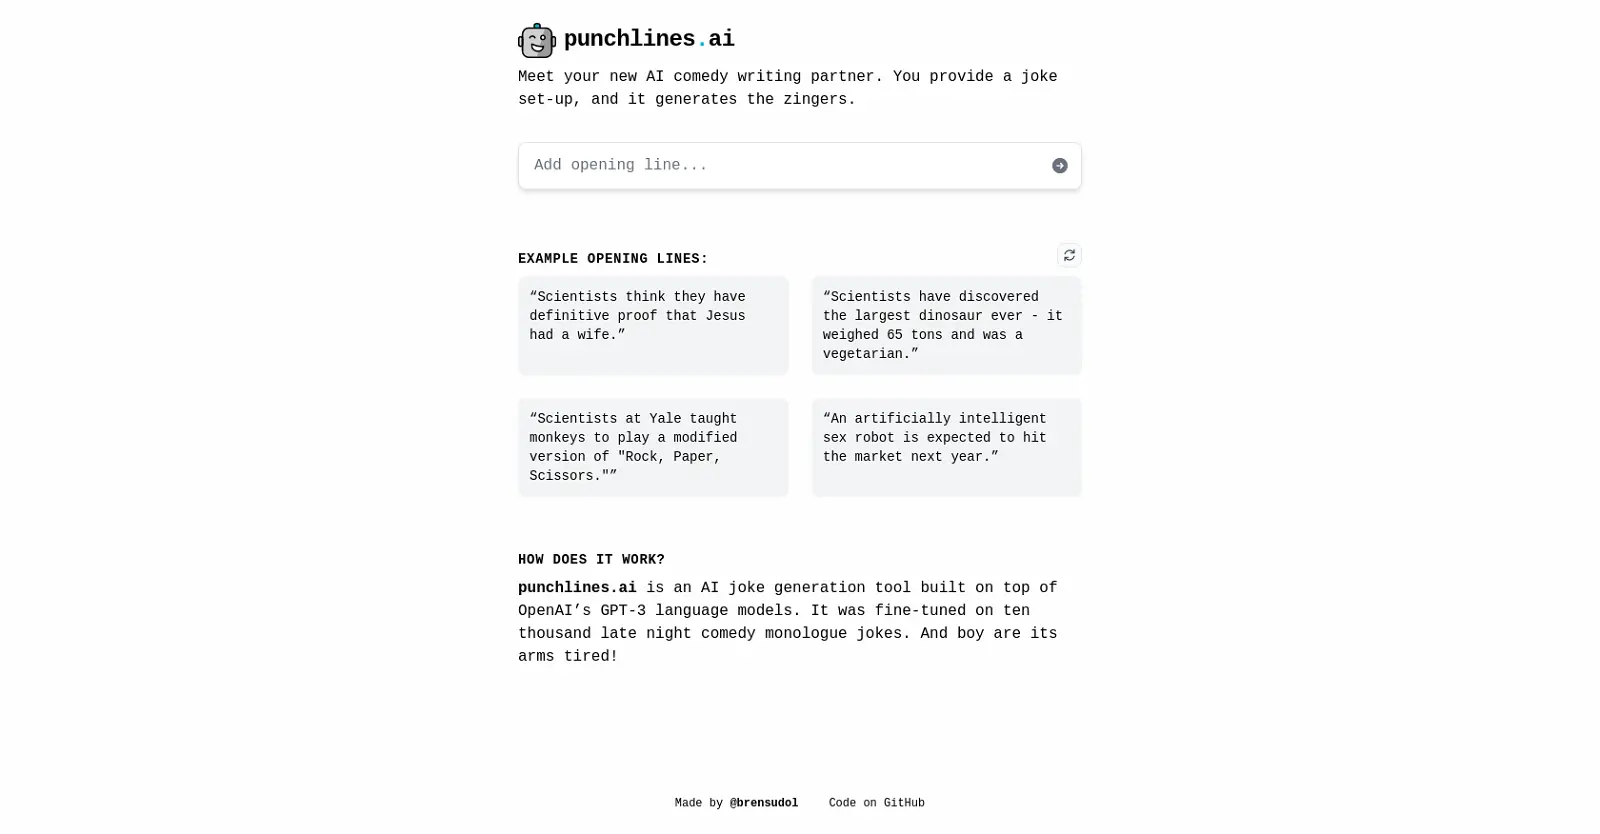 punchlines.ai
Meet your new AI comedy writing partner. You provide a joke
set-up, and it generates the zingers.
Add opening line...
EXAMPLE OPENING LINES:
“Scientists think they have
definitive proof that Jesus
had a wife.”
“Scientists have discovered
the largest dinosaur ever - it
weighed 65 tons and was a
vegetarian.”
“Scientists at Yale taught
monkeys to play a modified
version of "Rock, Paper,
Scissors."”
“An artificially intelligent
sex robot is expected to hit
the market next year.”
HOW DOES IT WORK?
punchlines.ai is an AI joke generation tool built on top of
OpenAI’s GPT-3 language models. It was fine-tuned on ten
thousand late night comedy monologue jokes. And boy are its
arms tired!
Made by @brensudol
Code on GitHub